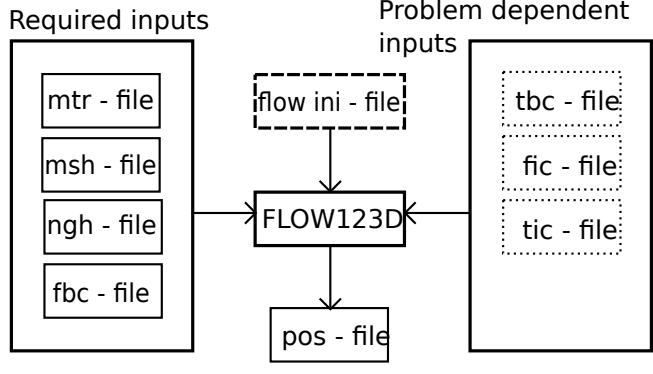 Required inputs
mtr - file
msh - file
ngh - file
fbc - file
flow ini - file
FLOW123D
pos - file
Problem dependent
inputs
tbc - file
fic - file
tic - file